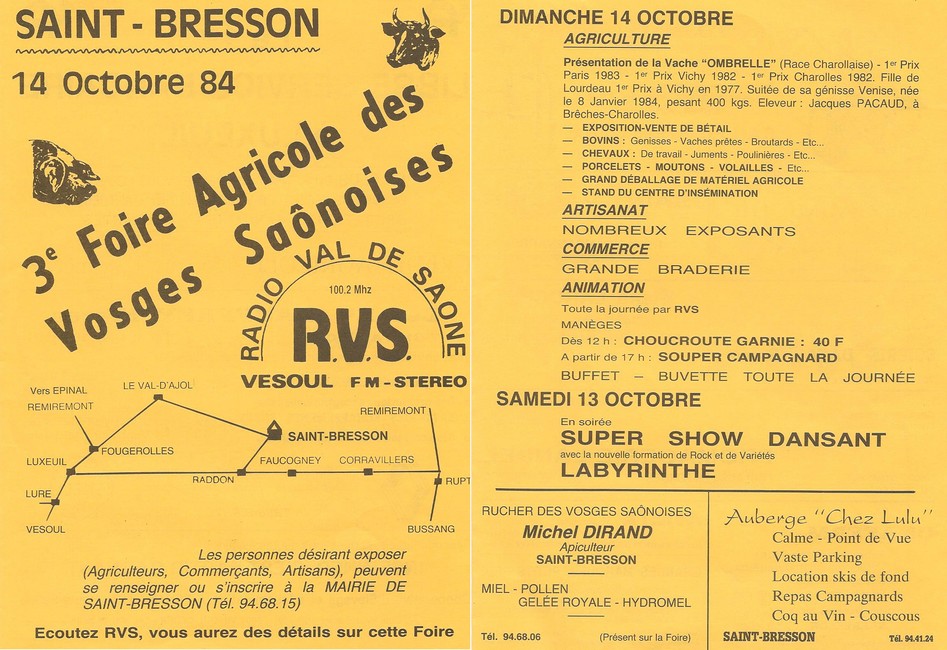 SAINT - BRESSON
14 Octobre 84
3e Foire Agricole des
Vosges Saônoises
RADIO VAL DE SAONE
100.2 Mhz
R.V.S.
VESOUL FM - STEREO
Vers EPINAL
REMIREMONT
LE VAL-D'AJOL
REMIREMONT
SAINT-BRESSON
FOUGEROLLES
LUXEUIL
FAUCOGNEY
CORRAVILLERS
RADDON
RUPT
LURE
VESOUL
BUSSANG
Les personnes désirant exposer
(Agriculteurs, Commerçants, Artisans), peuvent
se renseigner ou s'inscrire à la MAIRIE DE
SAINT-BRESSON (Tél. 94.68.15)
Ecoutez RVS, vous aurez des détails sur cette Foire
DIMANCHE 14 OCTOBRE
AGRICULTURE
Présentation de la Vache "OMBRELLE" (Race Charollaise) - 1er Prix
Paris 1983 - 1er Prix Vichy 1982 - 1er Prix Charolles 1982. Fille de
Lourdeau 1er Prix à Vichy en 1977. Suitée de sa génisse Venise, née
le 8 Janvier 1984, pesant 400 kgs. Eleveur : Jacques PACAUD, à
Brêches-Charolles.
— EXPOSITION-VENTE DE BÉTAIL
— BOVINS : Genisses - Vaches prêtes - Broutards - Etc...
— CHEVAUX : De travail - Juments - Poulinières - Etc...
— PORCELETS - MOUTONS - VOLAILLES - Etc...
— GRAND DÉBALLAGE DE MATÉRIEL AGRICOLE
— STAND DU CENTRE D'INSÉMINATION
ARTISANAT
NOMBREUX EXPOSANTS
COMMERCE
GRANDE BRADERIE
ANIMATION
Toute la journée par RVS
MANÈGES
Dès 12 h : CHOUCROUTE GARNIE : 40 F
A partir de 17 h : SOUPER CAMPAGNARD
BUFFET – BUVETTE TOUTE LA JOURNÉE
SAMEDI 13 OCTOBRE
En soirée
SUPER SHOW DANSANT
avec la nouvelle formation de Rock et de Variétés
LABYRINTHE
RUCHER DES VOSGES SAÔNOISES
Michel DIRAND
Apiculteur
SAINT-BRESSON
MIEL - POLLEN
GELÉE ROYALE - HYDROMEL
Tél. 94.68.06 (Présent sur la Foire)
Auberge "Chez Lulu"
Calme - Point de Vue
Vaste Parking
Location skis de fond
Repas Campagnards
Coq au Vin - Couscous
SAINT-BRESSON Tél. 94.41.24